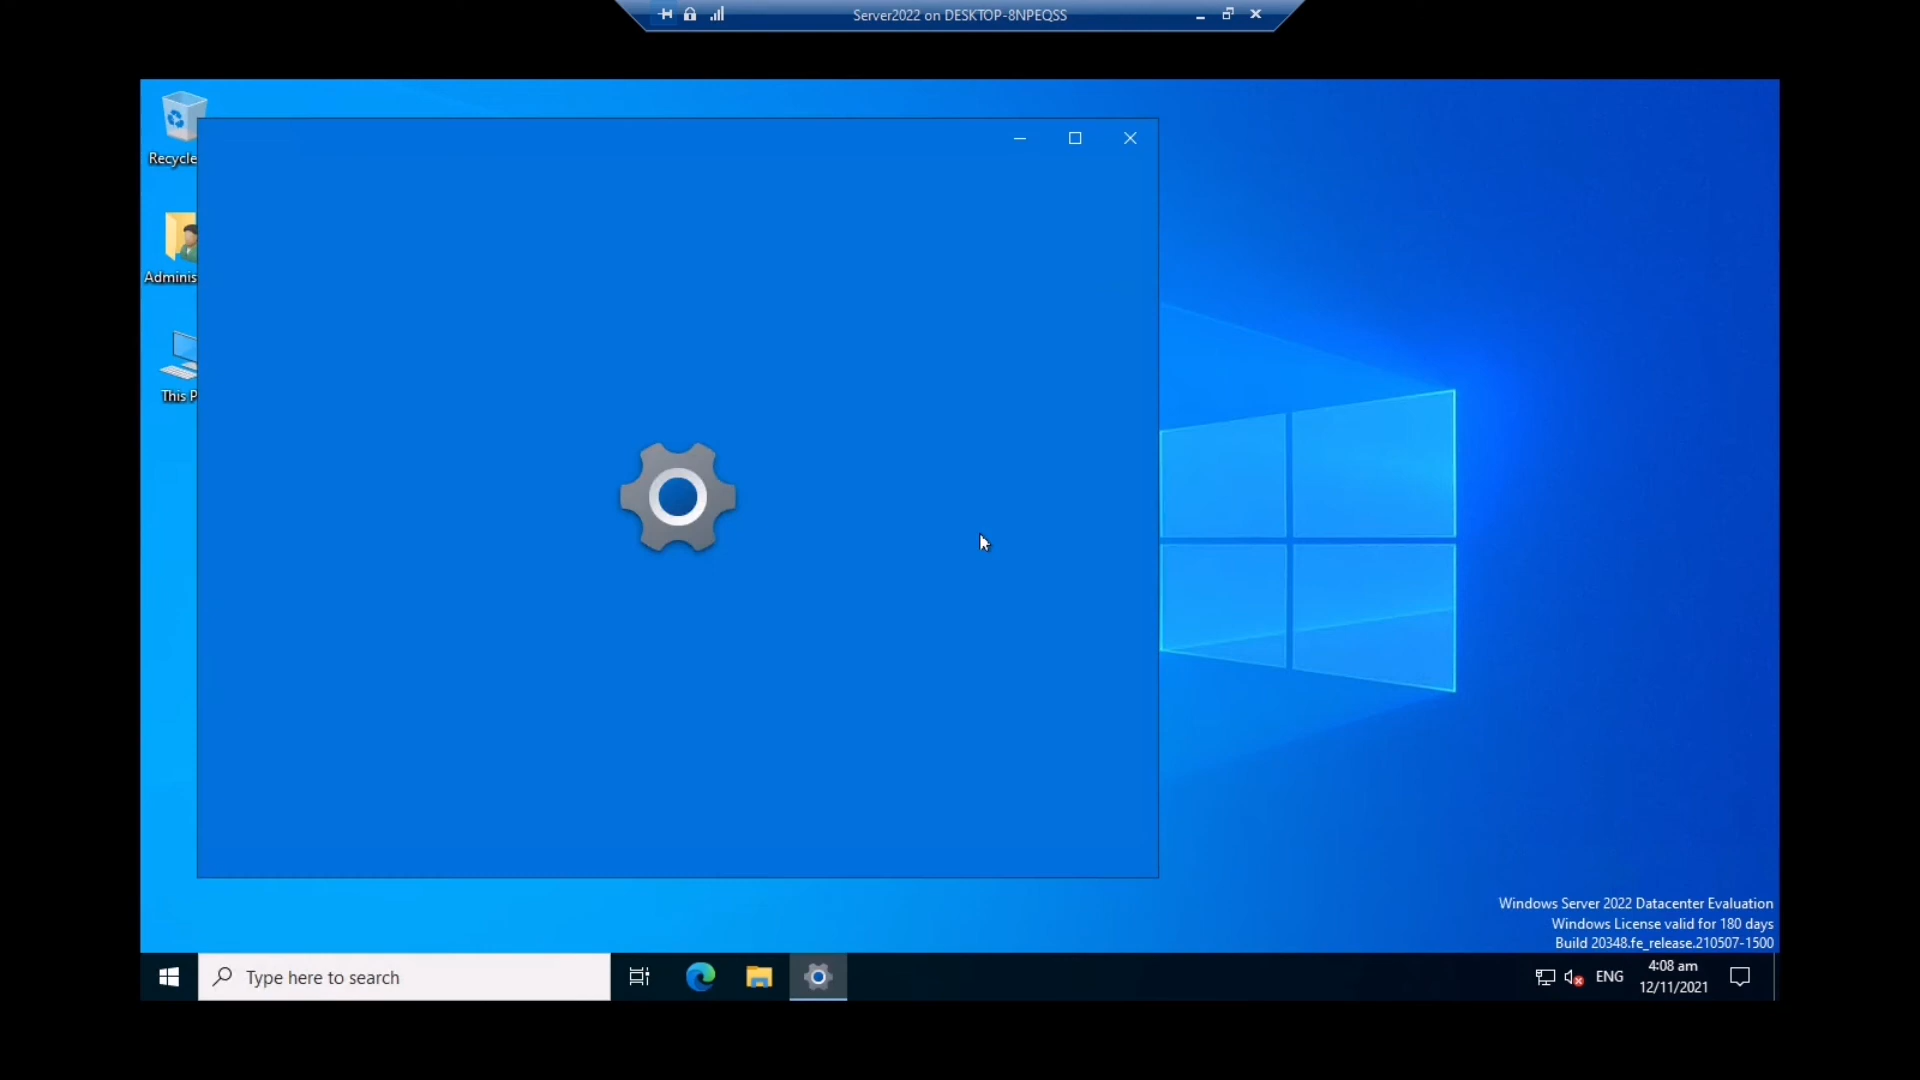 Server2022 on DESKTOP-8NPEQSS
Recycle
Adminis
This P
Windows Server 2022 Datacenter Evaluation
Windows License valid for 180 days
Build 20348.fe_release.210507-1500
Type here to search
ENG
4:08 am
12/11/2021